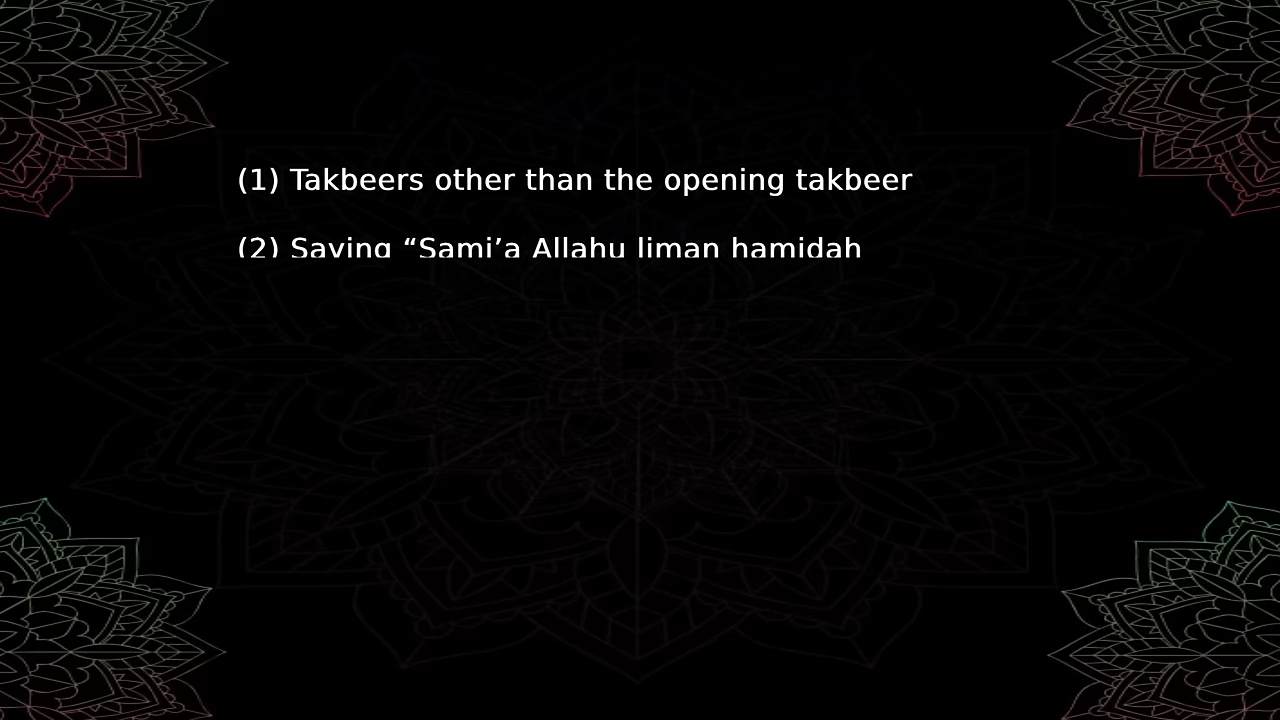 (1) Takbeers other than the opening takbeer
(2) Saying “Sami’a Allahu liman hamidah